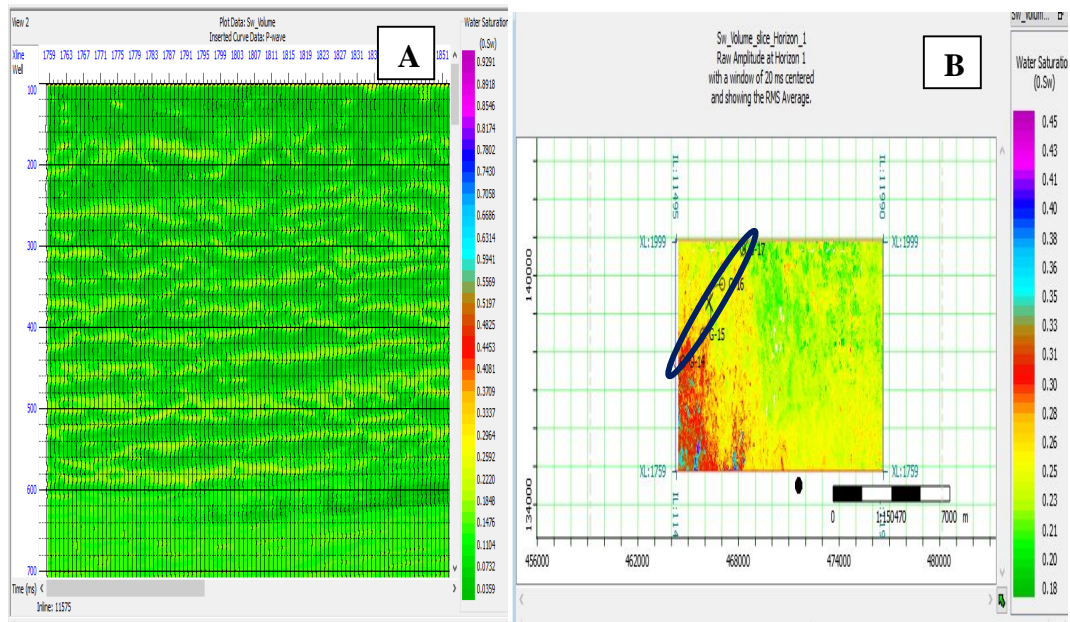 View 2
Plot Data: Sw_Volume
Inserted Curve Data: P-wave
Water Saturation
(0.Sw)
A
Xline 1759 1763 1767 1771 1775 1779 1783 1787 1791 1795 1799 1803 1807 1811 1815 1819 1823 1827 1831 1851
Well
100
200
300
400
500
600
700
Time (ms)
Inline: 11575
0.9291
0.8918
0.8546
0.8174
0.7802
0.7430
0.7058
0.6686
0.6314
0.5941
0.5569
0.5197
0.4825
0.4453
0.4081
0.3709
0.3337
0.2964
0.2592
0.2220
0.1848
0.1476
0.1104
0.0732
0.0359
Sw_Volume_slice_Horizon_1
Raw Amplitude at Horizon 1
with a window of 20 ms centered
and showing the RMS Average.
B
IL:11495
IL:11990
XL:1999
XL:1999
G-15
XL:1759
XL:1759
140000
134000
0 1:150470 7000 m
456000 462000 468000 474000 480000
Sw_Volum...
Water Saturatio
(0.Sw)
0.45
0.43
0.41
0.40
0.38
0.36
0.35
0.33
0.31
0.30
0.28
0.26
0.25
0.23
0.21
0.20
0.18